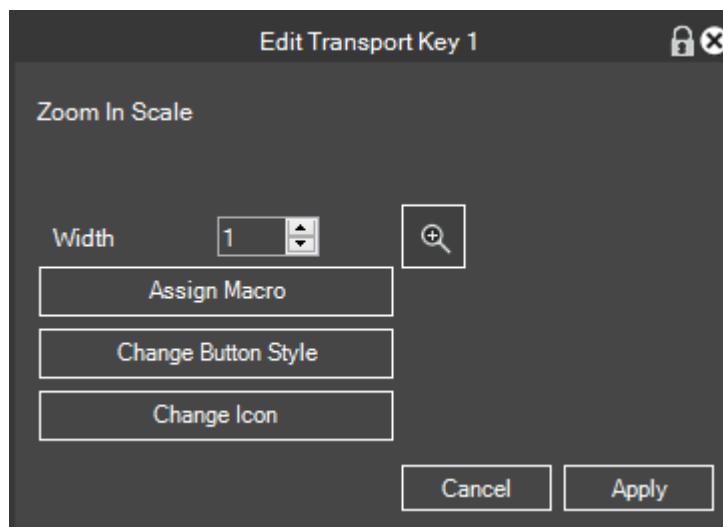 Edit Transport Key 1
Zoom In Scale
Width 1
Assign Macro
Change Button Style
Change Icon
Cancel Apply